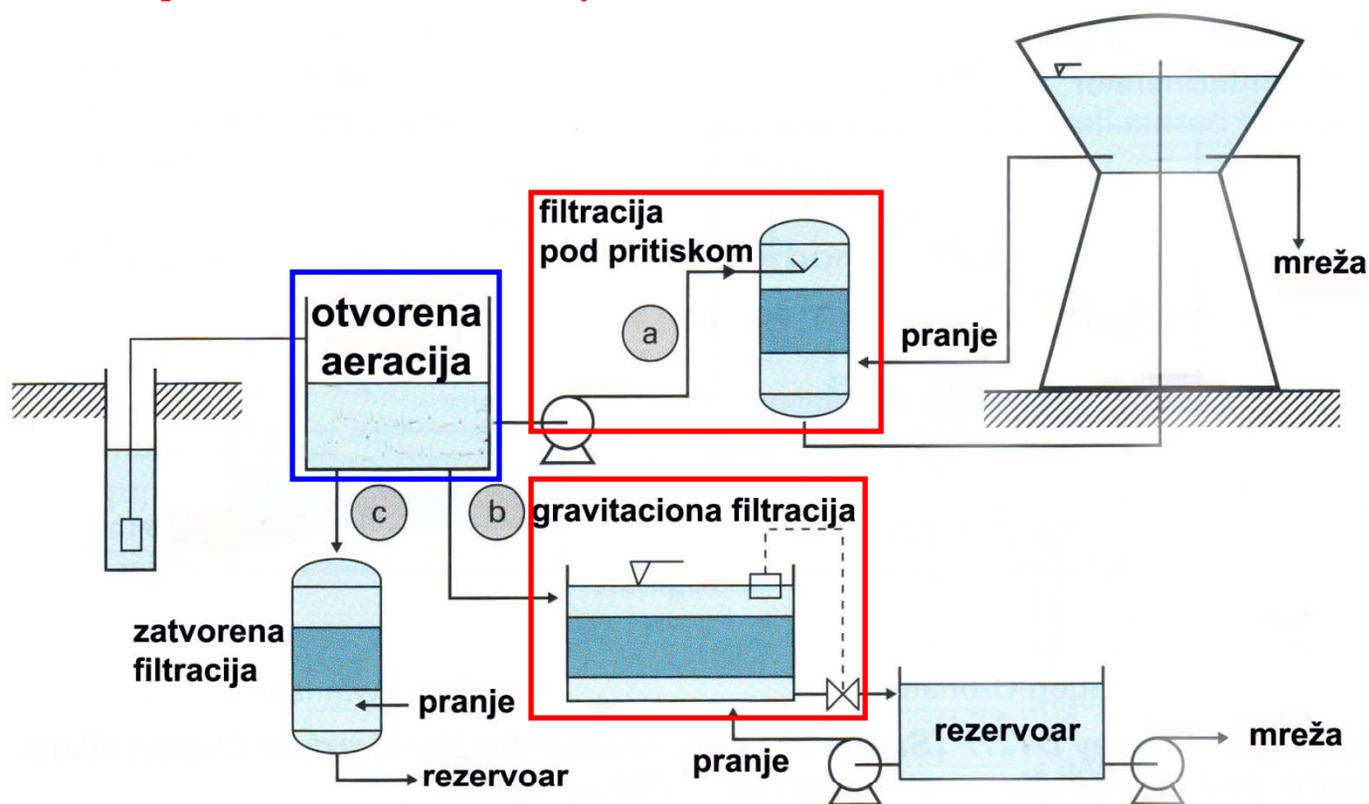 filtracija
pod pritiskom
mreža
otvorena
aeracija
a
pranje
c
b
gravitaciona filtracija
zatvorena
filtracija
pranje
rezervoar
pranje
rezervoar
mreža